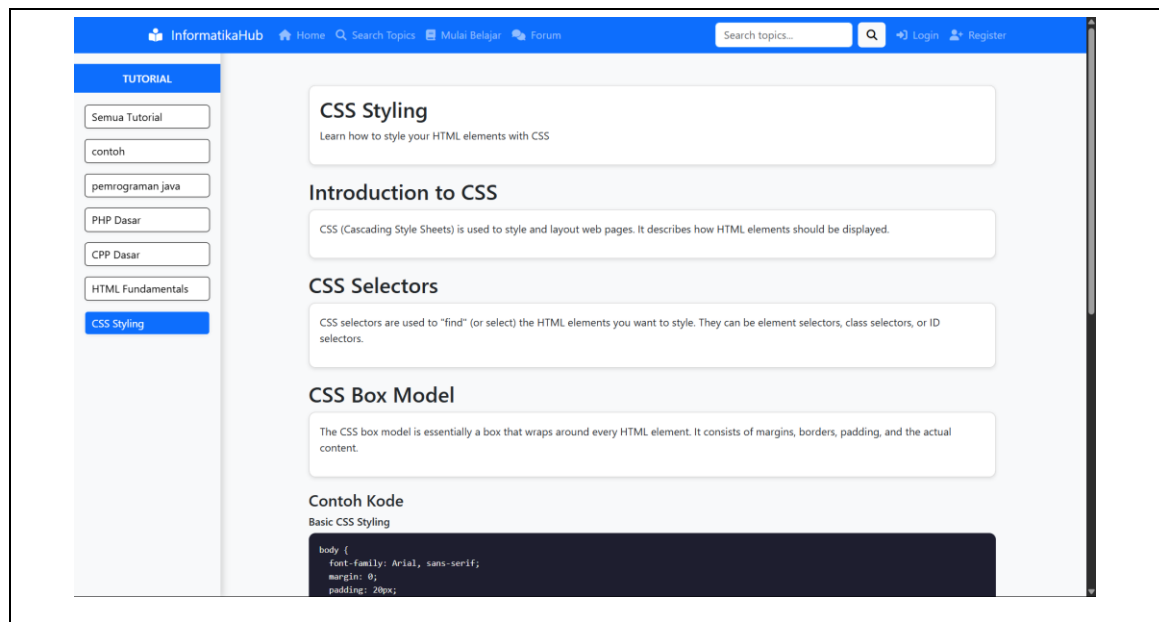 InformatikaHub Home Search Topics Mulai Belajar Forum Search topics... Login Register
TUTORIAL
Semua Tutorial
contoh
pemrograman java
PHP Dasar
CPP Dasar
HTML Fundamentals
CSS Styling
CSS Styling
Learn how to style your HTML elements with CSS
Introduction to CSS
CSS (Cascading Style Sheets) is used to style and layout web pages. It describes how HTML elements should be displayed.
CSS Selectors
CSS selectors are used to "find" (or select) the HTML elements you want to style. They can be element selectors, class selectors, or ID
selectors.
CSS Box Model
The CSS box model is essentially a box that wraps around every HTML element. It consists of margins, borders, padding, and the actual
content.
Contoh Kode
Basic CSS Styling
body {
font-family: Arial, sans-serif;
margin: 0;
padding: 20px;